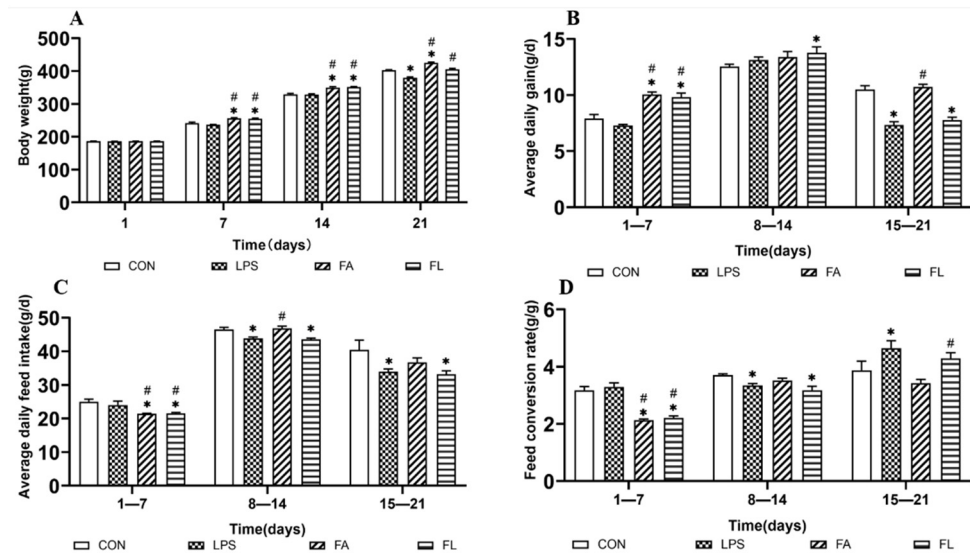 A
Body weight(g)
500
400
300
200
100
0
# #
* *
# #
* *
# #
* *
1 7 14 21
Time(days)
CON LPS FA FL
B
Average daily gain(g/d)
15
10
5
0
# #
* *
*
#
* *
1—7 8—14 15—21
Time(days)
CON LPS FA FL
C
Average daily feed intake(g/d)
50
40
30
20
10
0
# #
* *
#
* *
* *
1—7 8—14 15—21
Time(days)
CON LPS FA FL
D
Feed conversion rate(g/g)
6
4
2
0
# #
* *
* *
* #
1—7 8—14 15—21
Time(days)
CON LPS FA FL